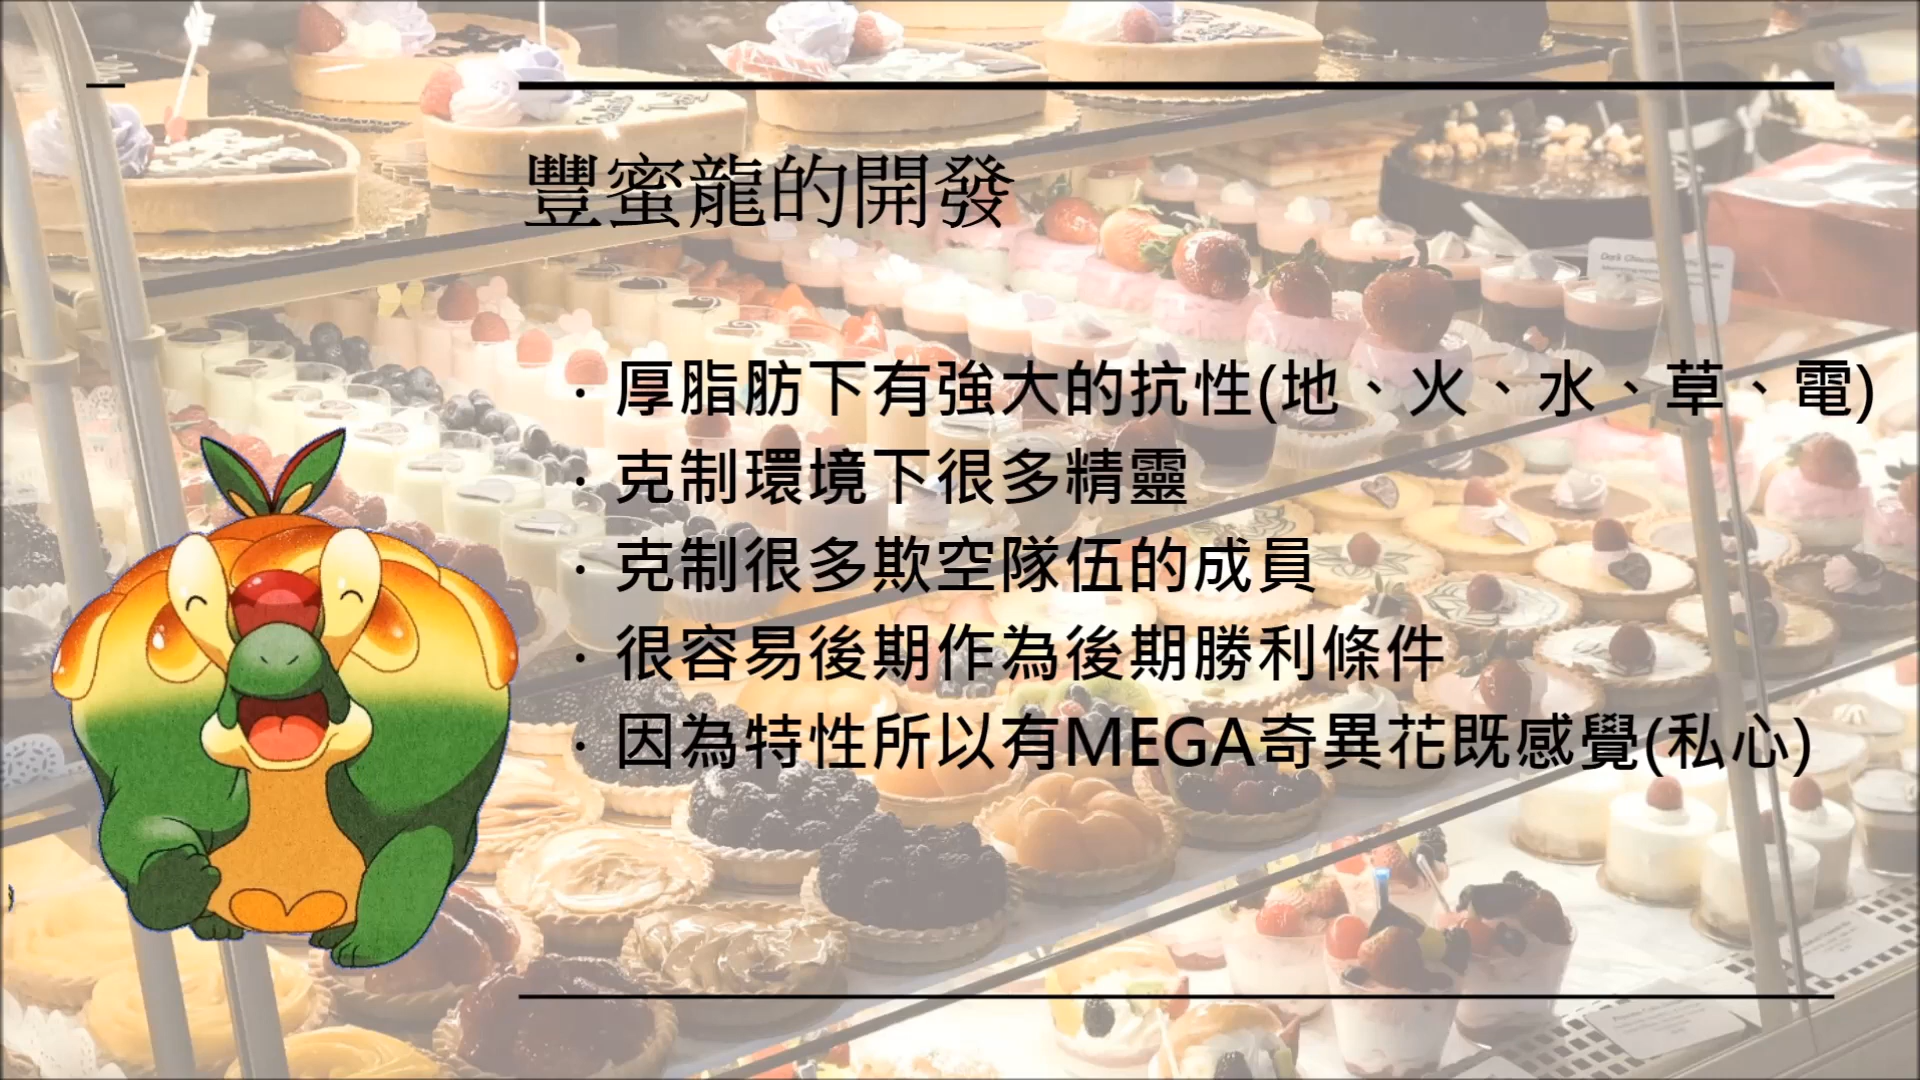 豐蜜龍的開發
· 厚脂肪下有強大的抗性(地、火、水、草、電)
· 克制環境下很多精靈
· 克制很多欺空隊伍的成員
· 很容易後期作為後期勝利條件
· 因為特性所以有MEGA奇異花既感覺(私心)